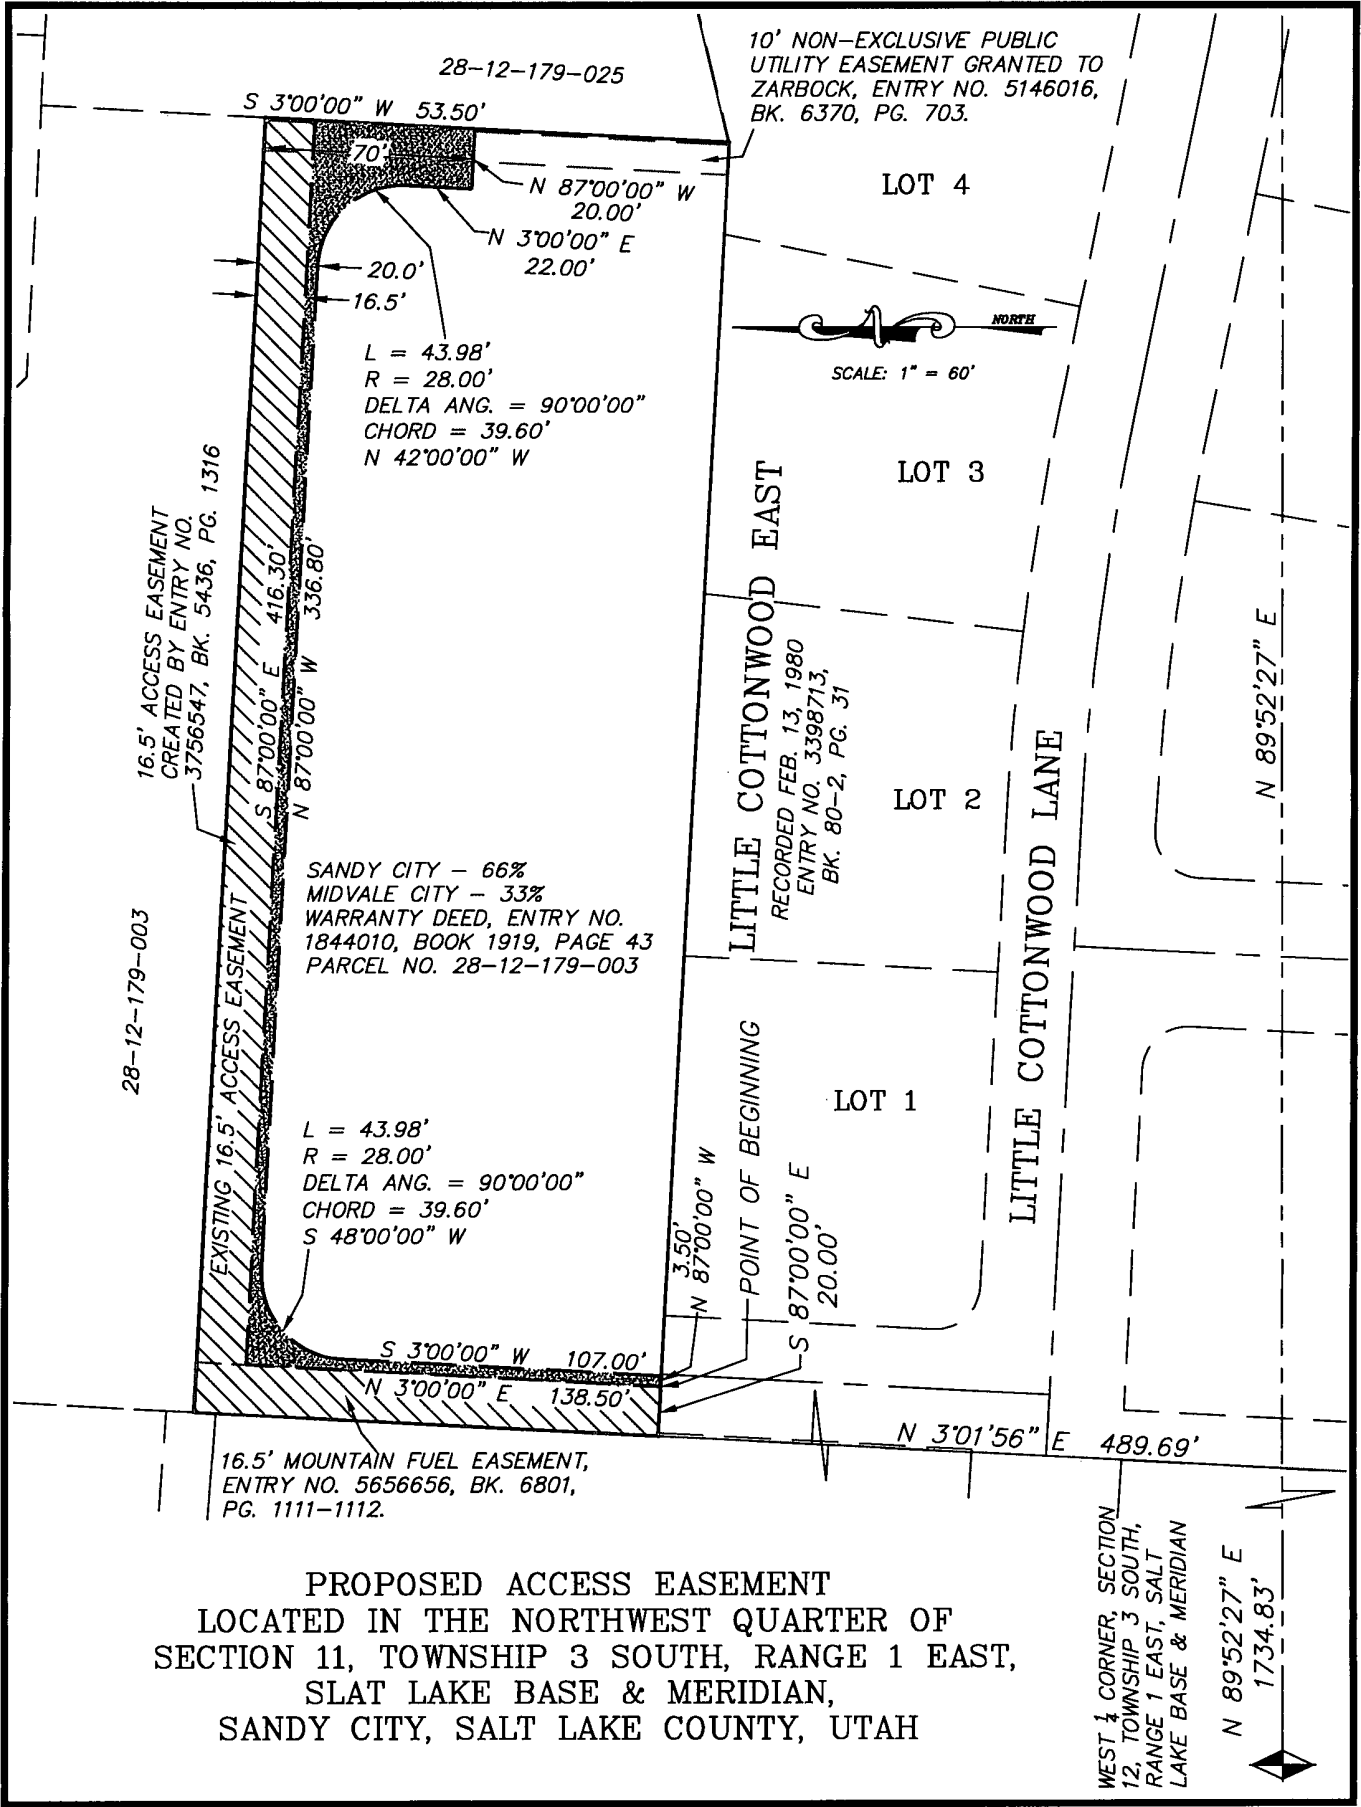 28-12-179-025
10' NON-EXCLUSIVE PUBLIC
UTILITY EASEMENT GRANTED TO
ZARBOCK, ENTRY NO. 5146016,
BK. 6370, PG. 703.
S 3°00'00" W 53.50'
70'
N 87°00'00" W
20.00'
N 3°00'00" E
22.00'
LOT 4
20.0'
16.5'
NORTH
SCALE: 1" = 60'
L = 43.98'
R = 28.00'
DELTA ANG. = 90°00'00"
CHORD = 39.60'
N 42°00'00" W
LOT 3
16.5' ACCESS EASEMENT
CREATED BY ENTRY NO.
3756547, BK. 5436, PG. 1316
S 87°00'00" E 416.30'
N 87°00'00" W 336.80'
LITTLE COTTONWOOD EAST
RECORDED FEB. 13, 1980
ENTRY NO. 3398713,
BK. 80-2, PG. 31
N 89°52'27" E
LOT 2
LITTLE COTTONWOOD LANE
SANDY CITY - 66%
MIDVALE CITY - 33%
WARRANTY DEED, ENTRY NO.
1844010, BOOK 1919, PAGE 43
PARCEL NO. 28-12-179-003
28-12-179-003
EXISTING 16.5' ACCESS EASEMENT
LOT 1
L = 43.98'
R = 28.00'
DELTA ANG. = 90°00'00"
CHORD = 39.60'
S 48°00'00" W
3.50'
N 87°00'00" W
POINT OF BEGINNING
S 87°00'00" E
20.00'
S 3°00'00" W 107.00'
N 3°00'00" E 138.50'
N 3°01'56" E 489.69'
16.5' MOUNTAIN FUEL EASEMENT,
ENTRY NO. 5656656, BK. 6801,
PG. 1111-1112.
WEST ¼ CORNER, SECTION
12, TOWNSHIP 3 SOUTH,
RANGE 1 EAST, SALT
LAKE BASE & MERIDIAN
N 89°52'27" E
1734.83'
PROPOSED ACCESS EASEMENT
LOCATED IN THE NORTHWEST QUARTER OF
SECTION 11, TOWNSHIP 3 SOUTH, RANGE 1 EAST,
SLAT LAKE BASE & MERIDIAN,
SANDY CITY, SALT LAKE COUNTY, UTAH